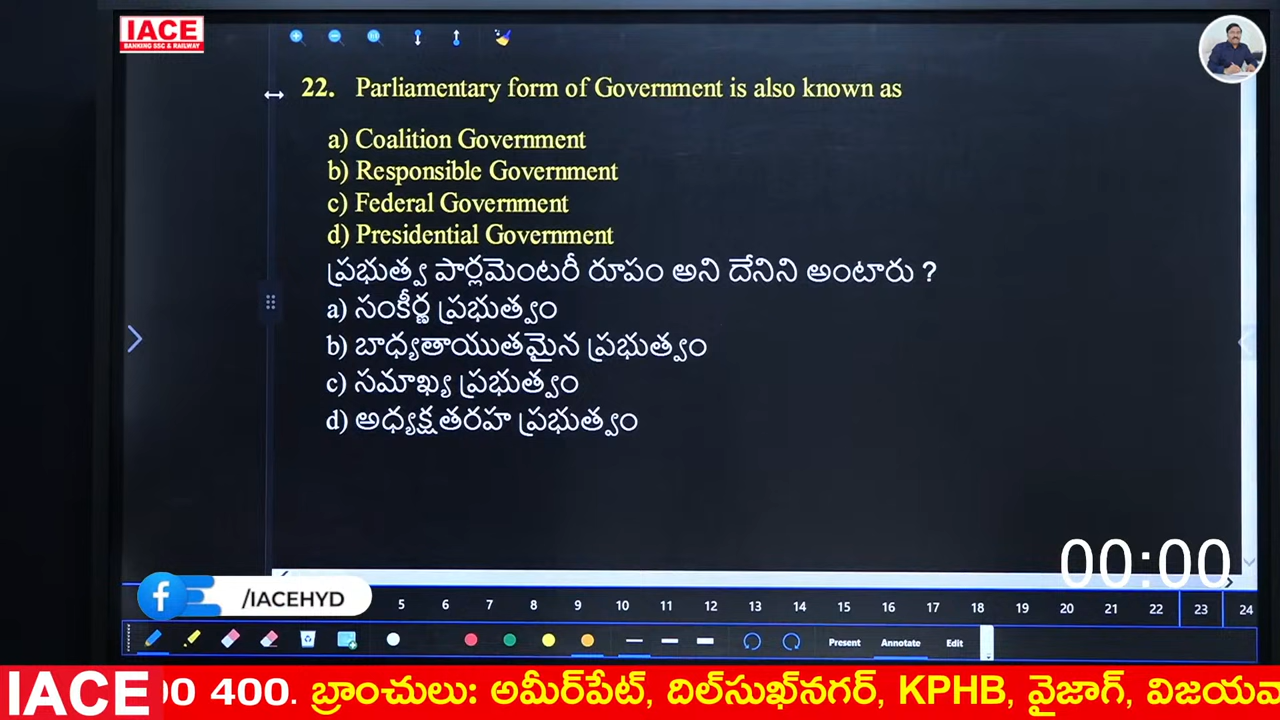 IACE
BANKING SSC & RAILWAY
22. Parliamentary form of Government is also known as
a) Coalition Government
b) Responsible Government
c) Federal Government
d) Presidential Government
ప్రభుత్వ పార్లమెంటరీ రూపం అని దేనిని అంటారు ?
a) సంకీర్ణ ప్రభుత్వం
b) బాధ్యతాయుతమైన ప్రభుత్వం
c) సమాఖ్య ప్రభుత్వం
d) అధ్యక్షతరహ ప్రభుత్వం
00:00
f /IACEHYD
5 6 7 8 9 10 11 12 13 14 15 16 17 18 19 20 21 22 23 24
Present Annotate Edit
IACE 00 400. బ్రాంచులు: అమీర్‌పేట్, దిల్‌సుఖ్‌నగర్, KPHB, వైజాగ్, విజయవా